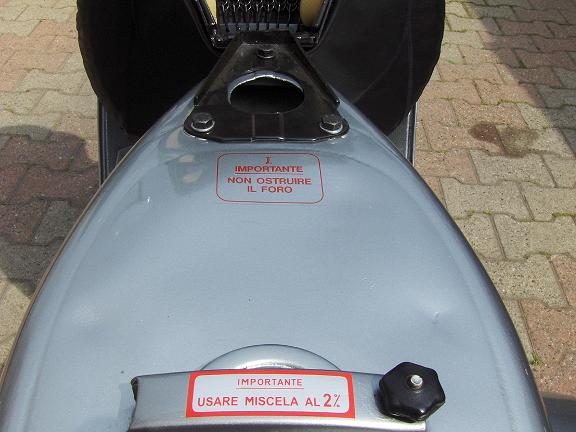 IMPORTANTE
NON OSTRUIRE
IL FORO
IMPORTANTE
USARE MISCELA AL 2%